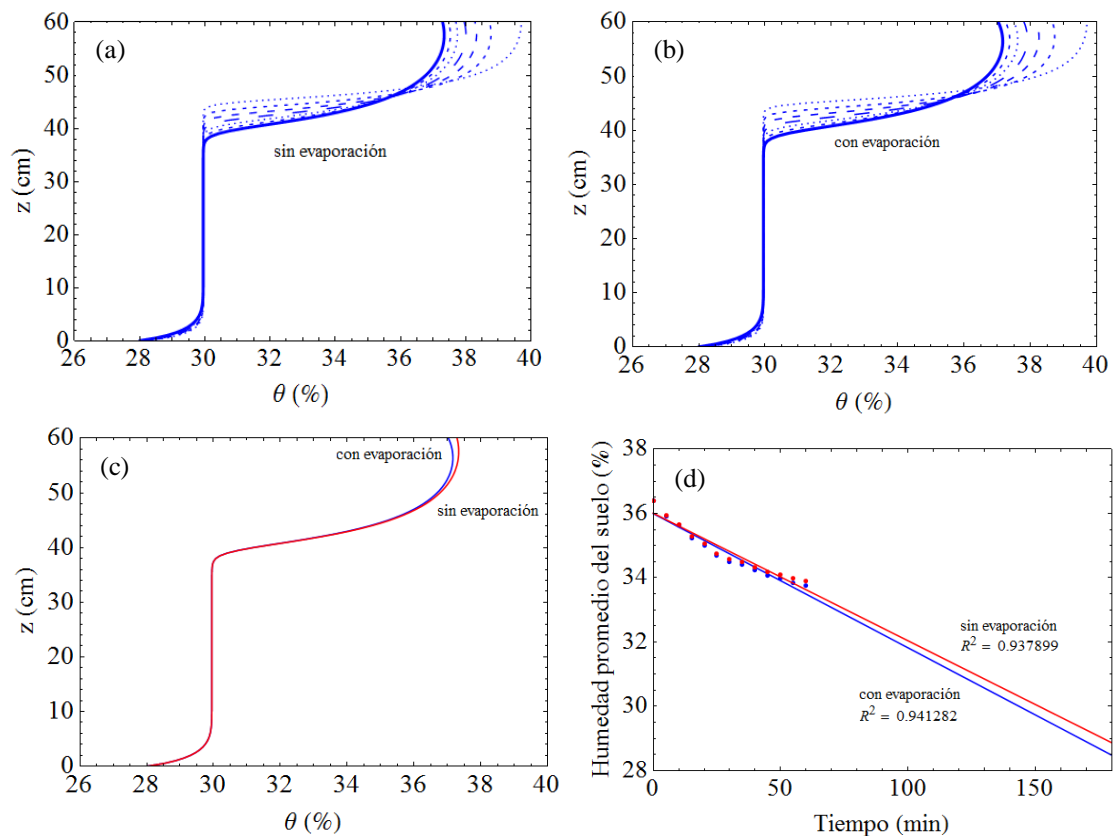 (a)
z (cm)
60
50
40
30
20
10
0
sin evaporación
26 28 30 32 34 36 38 40
θ (%)
(b)
z (cm)
60
50
40
30
20
10
0
con evaporación
26 28 30 32 34 36 38 40
θ (%)
(c)
z (cm)
60
50
40
30
20
10
0
con evaporación
sin evaporación
26 28 30 32 34 36 38 40
θ (%)
(d)
Humedad promedio del suelo (%)
38
36
34
32
30
28
sin evaporación
R² = 0.937899
con evaporación
R² = 0.941282
0 50 100 150
Tiempo (min)